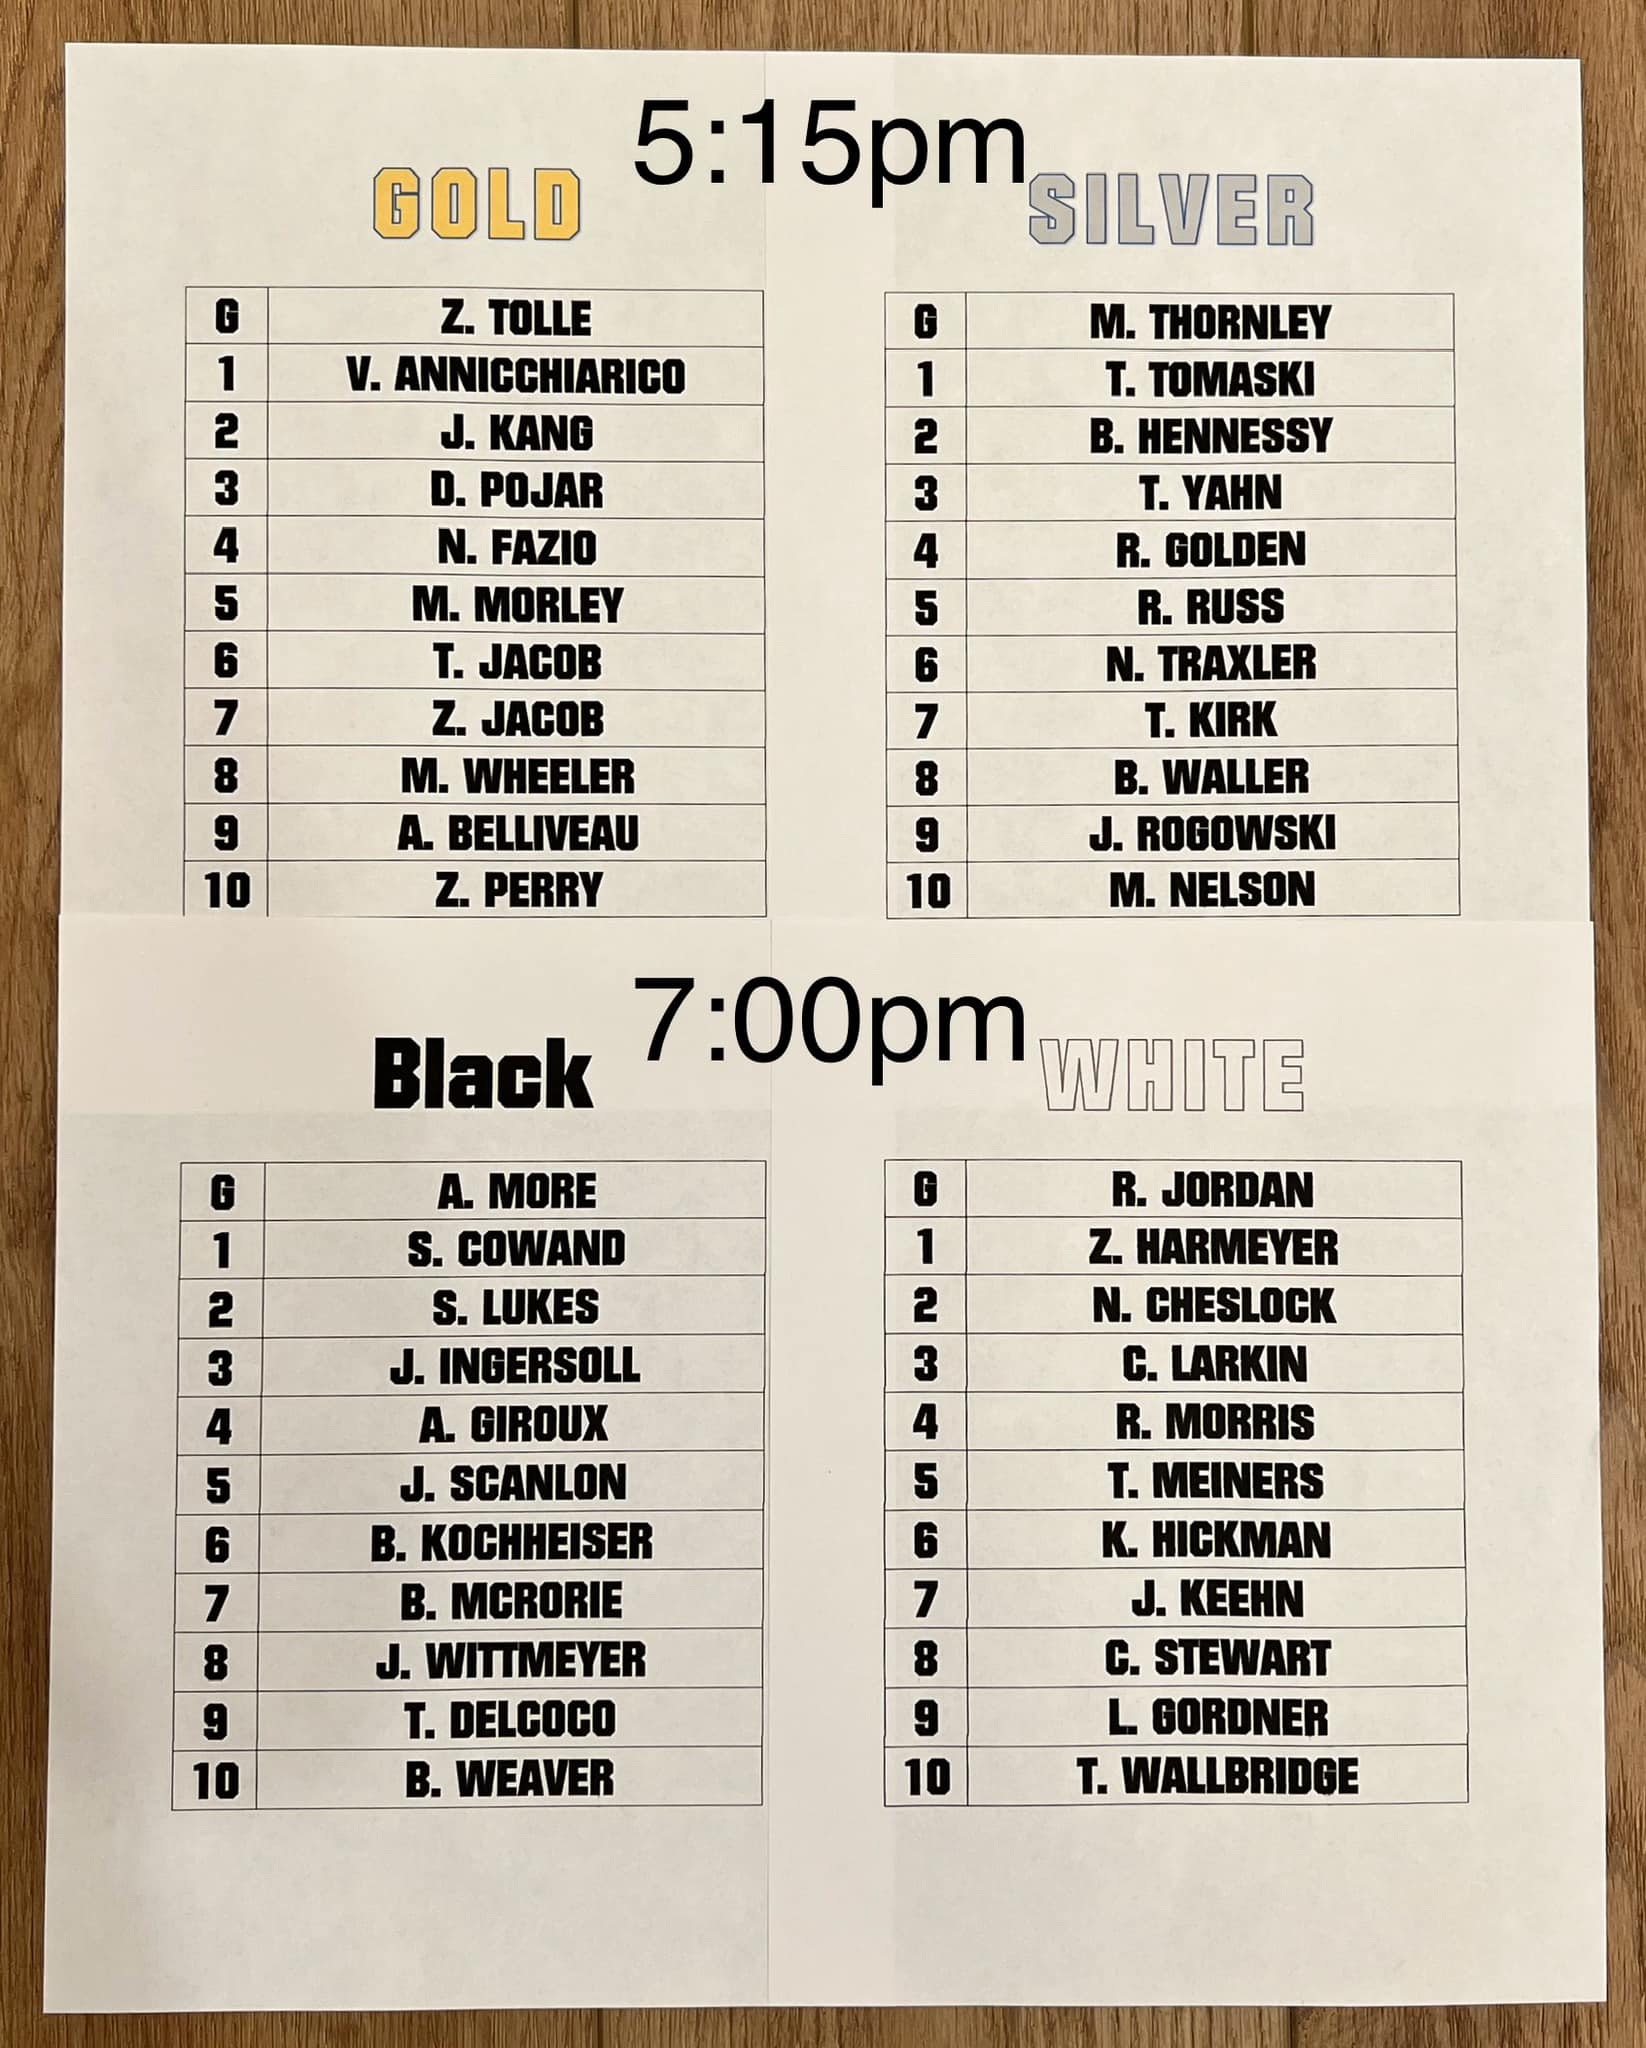 5:15pm
GOLD
G Z. TOLLE
1 V. ANNICCHIARICO
2 J. KANG
3 D. POJAR
4 N. FAZIO
5 M. MORLEY
6 T. JACOB
7 Z. JACOB
8 M. WHEELER
9 A. BELLIVEAU
10 Z. PERRY
SILVER
G M. THORNLEY
1 T. TOMASKI
2 B. HENNESSY
3 T. YAHN
4 R. GOLDEN
5 R. RUSS
6 N. TRAXLER
7 T. KIRK
8 B. WALLER
9 J. ROGOWSKI
10 M. NELSON
7:00pm
Black
G A. MORE
1 S. COWAND
2 S. LUKES
3 J. INGERSOLL
4 A. GIROUX
5 J. SCANLON
6 B. KOCHHEISER
7 B. MCRORIE
8 J. WITTMEYER
9 T. DELCOCO
10 B. WEAVER
WHITE
G R. JORDAN
1 Z. HARMEYER
2 N. CHESLOCK
3 C. LARKIN
4 R. MORRIS
5 T. MEINERS
6 K. HICKMAN
7 J. KEEHN
8 C. STEWART
9 L. GORDNER
10 T. WALLBRIDGE